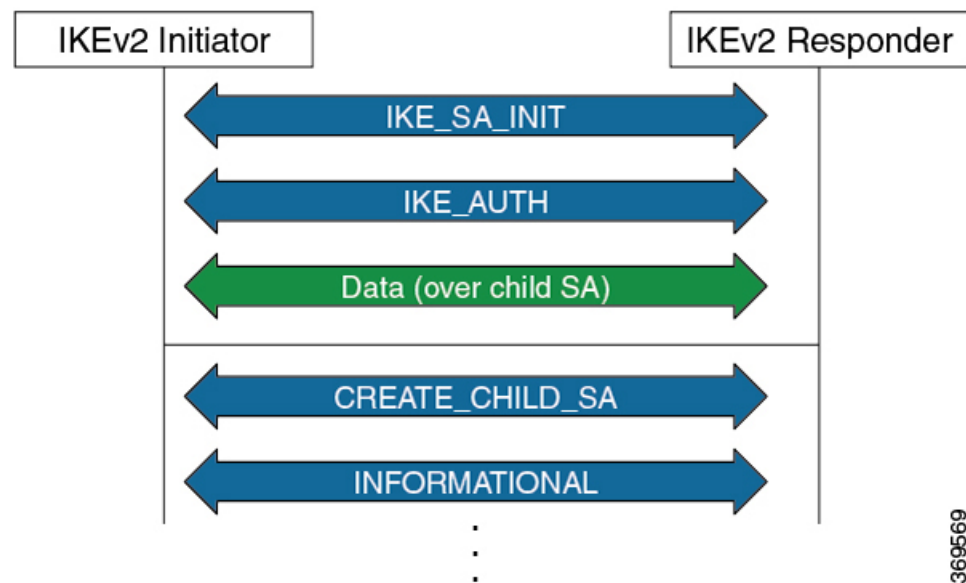 IKEv2 Initiator
IKEv2 Responder
IKE_SA_INIT
IKE_AUTH
Data (over child SA)
CREATE_CHILD_SA
INFORMATIONAL
369569